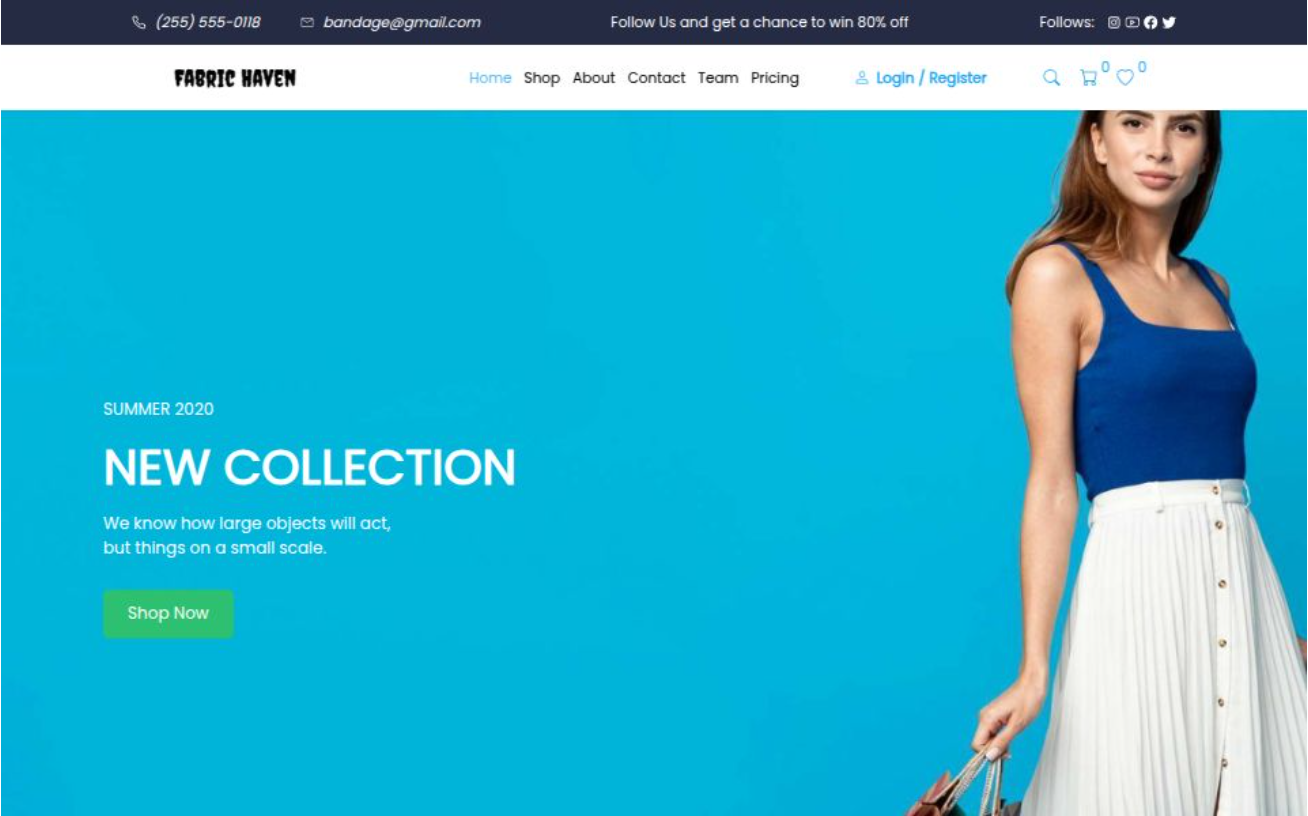 (255) 555-0118 bandage@gmail.com Follow Us and get a chance to win 80% off Follows:
FABRIC HAVEN Home Shop About Contact Team Pricing Login / Register 0 0
SUMMER 2020
NEW COLLECTION
We know how large objects will act,
but things on a small scale.
Shop Now